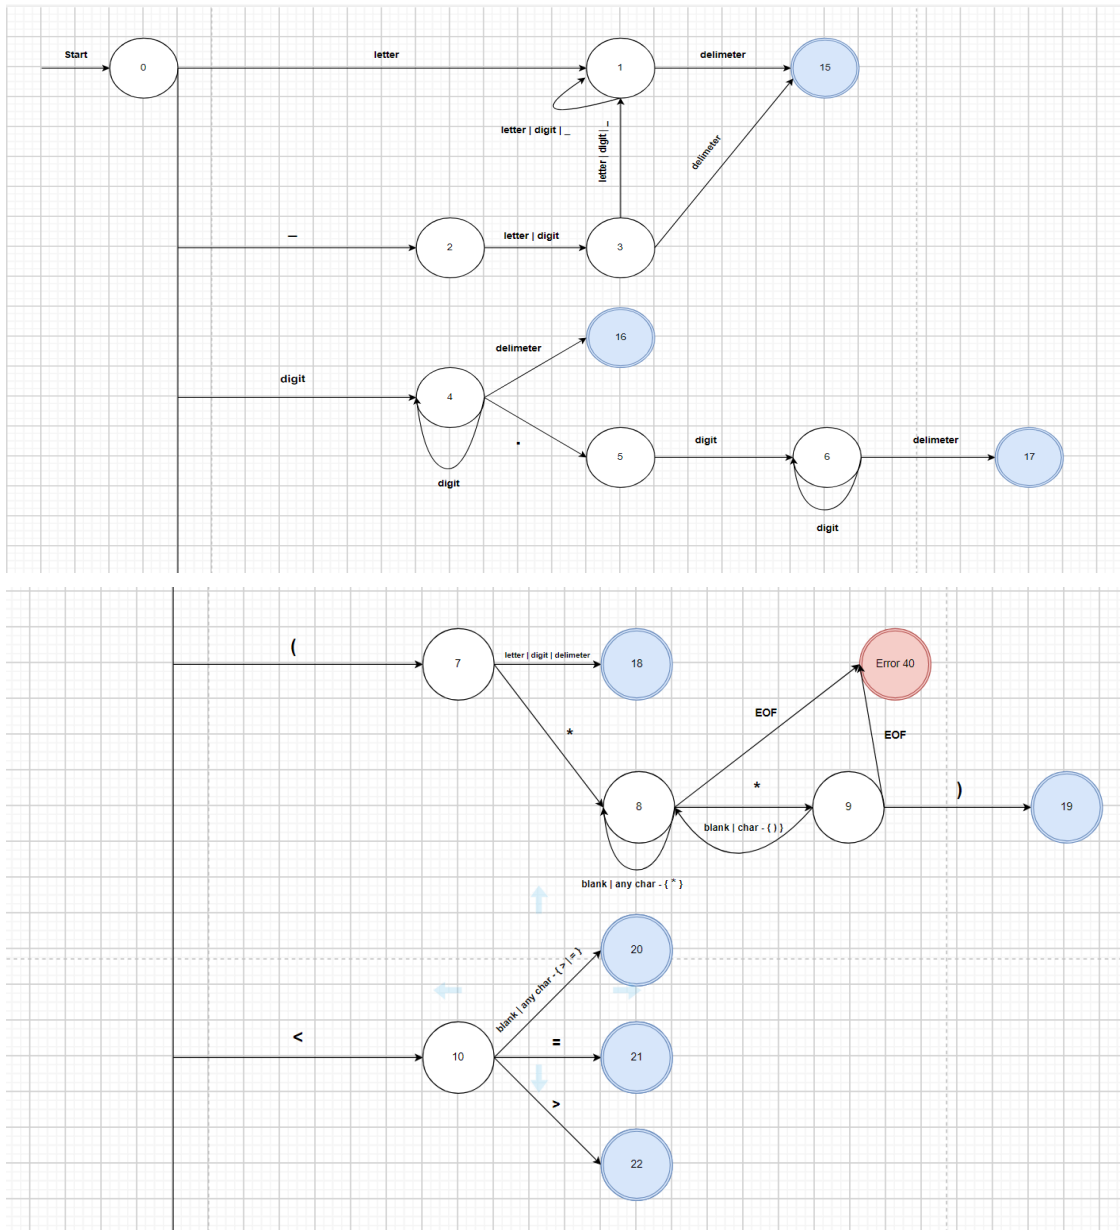 Start
0
letter
1
delimeter
15
letter | digit | _
letter | digit | _
delimeter
_
2
letter | digit
3
digit
4
delimeter
16
.
5
digit
6
delimeter
17
digit
digit
(
7
letter | digit | delimeter
18
Error 40
*
EOF
EOF
8
*
9
)
19
blank | char - { ) }
blank | any char - { * }
blank | any char - { > | = }
20
<
10
=
21
>
22